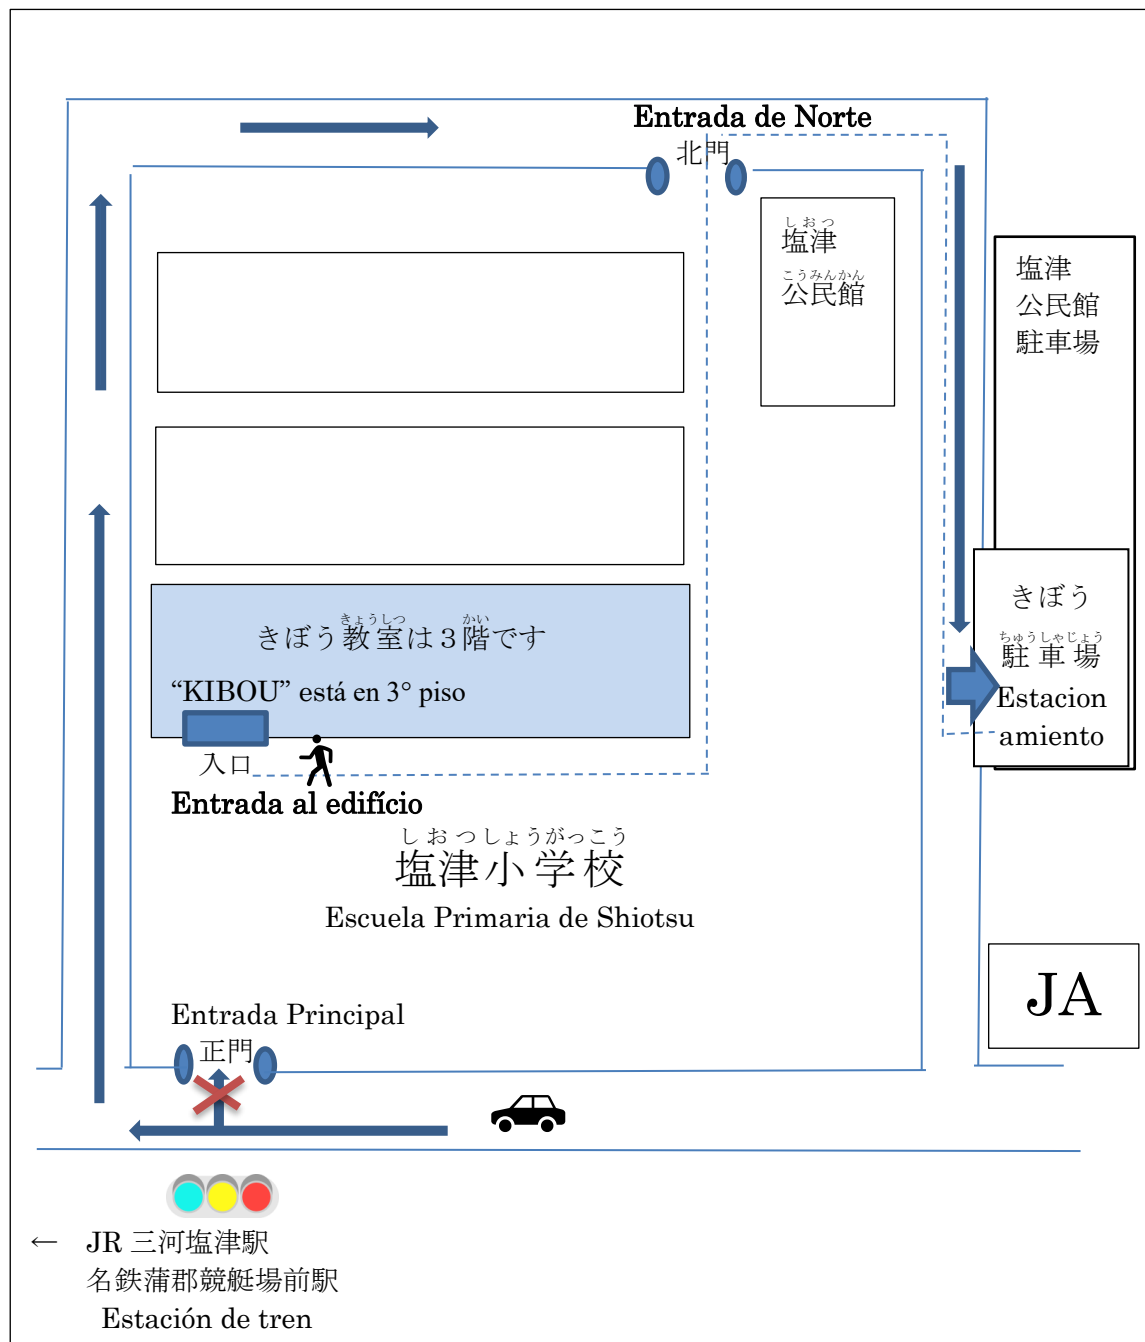 Entrada de Norte
北門
しおつ
塩津
こうみんかん
公民館
塩津
公民館
駐車場
きょうしつ かい
きぼう教室は3階です
“KIBOU” está en 3° piso
入口
Entrada al edifício
きぼう
ちゅうしゃじょう
駐車場
Estacion
amiento
しおつしょうがっこう
塩津小学校
Escuela Primaria de Shiotsu
JA
Entrada Principal
正門
← JR 三河塩津駅
名鉄蒲郡競艇場前駅
Estación de tren